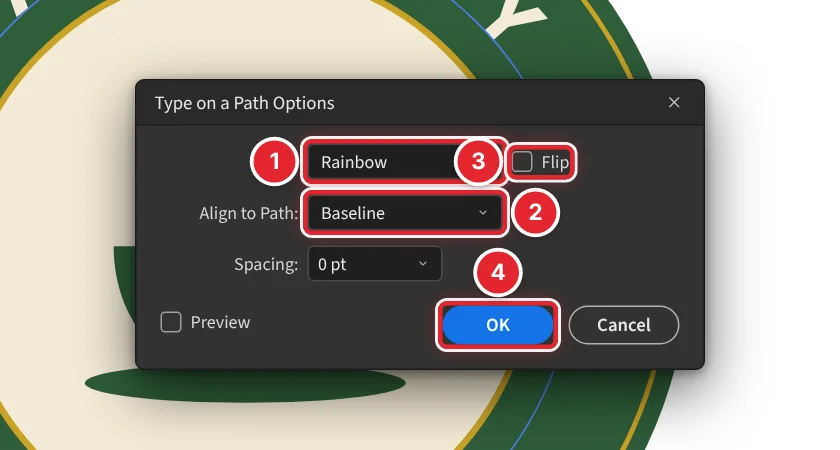 Y
Type on a Path Options
1 Rainbow 3 Flip
Align to Path: Baseline 2
Spacing: 0 pt
4
Preview OK Cancel